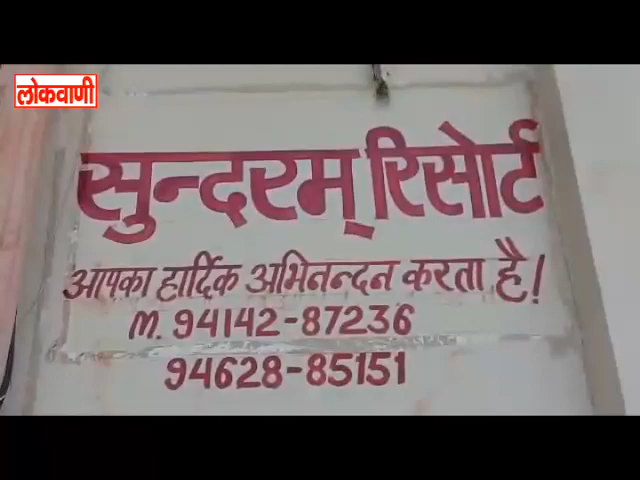 लोकवाणी
सुन्दरम् रिसोर्ट
आपका हार्दिक अभिनन्दन करता है!
M. 94142-87236
94628-85151